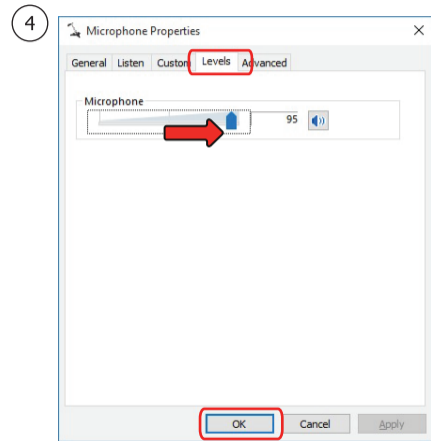 4
Microphone Properties
General Listen Custom Levels Advanced
Microphone
95
OK Cancel Apply